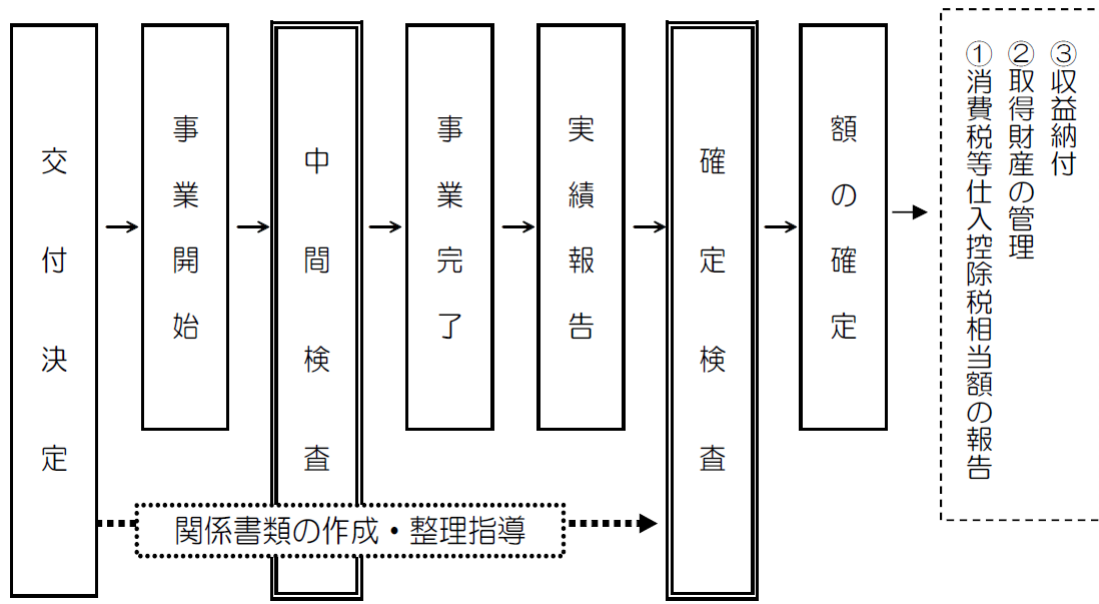 交付決定
事業開始
中間検査
事業完了
実績報告
確定検査
額の確定
①消費税等仕入控除税相当額の報告
②取得財産の管理
③収益納付
関係書類の作成・整理指導